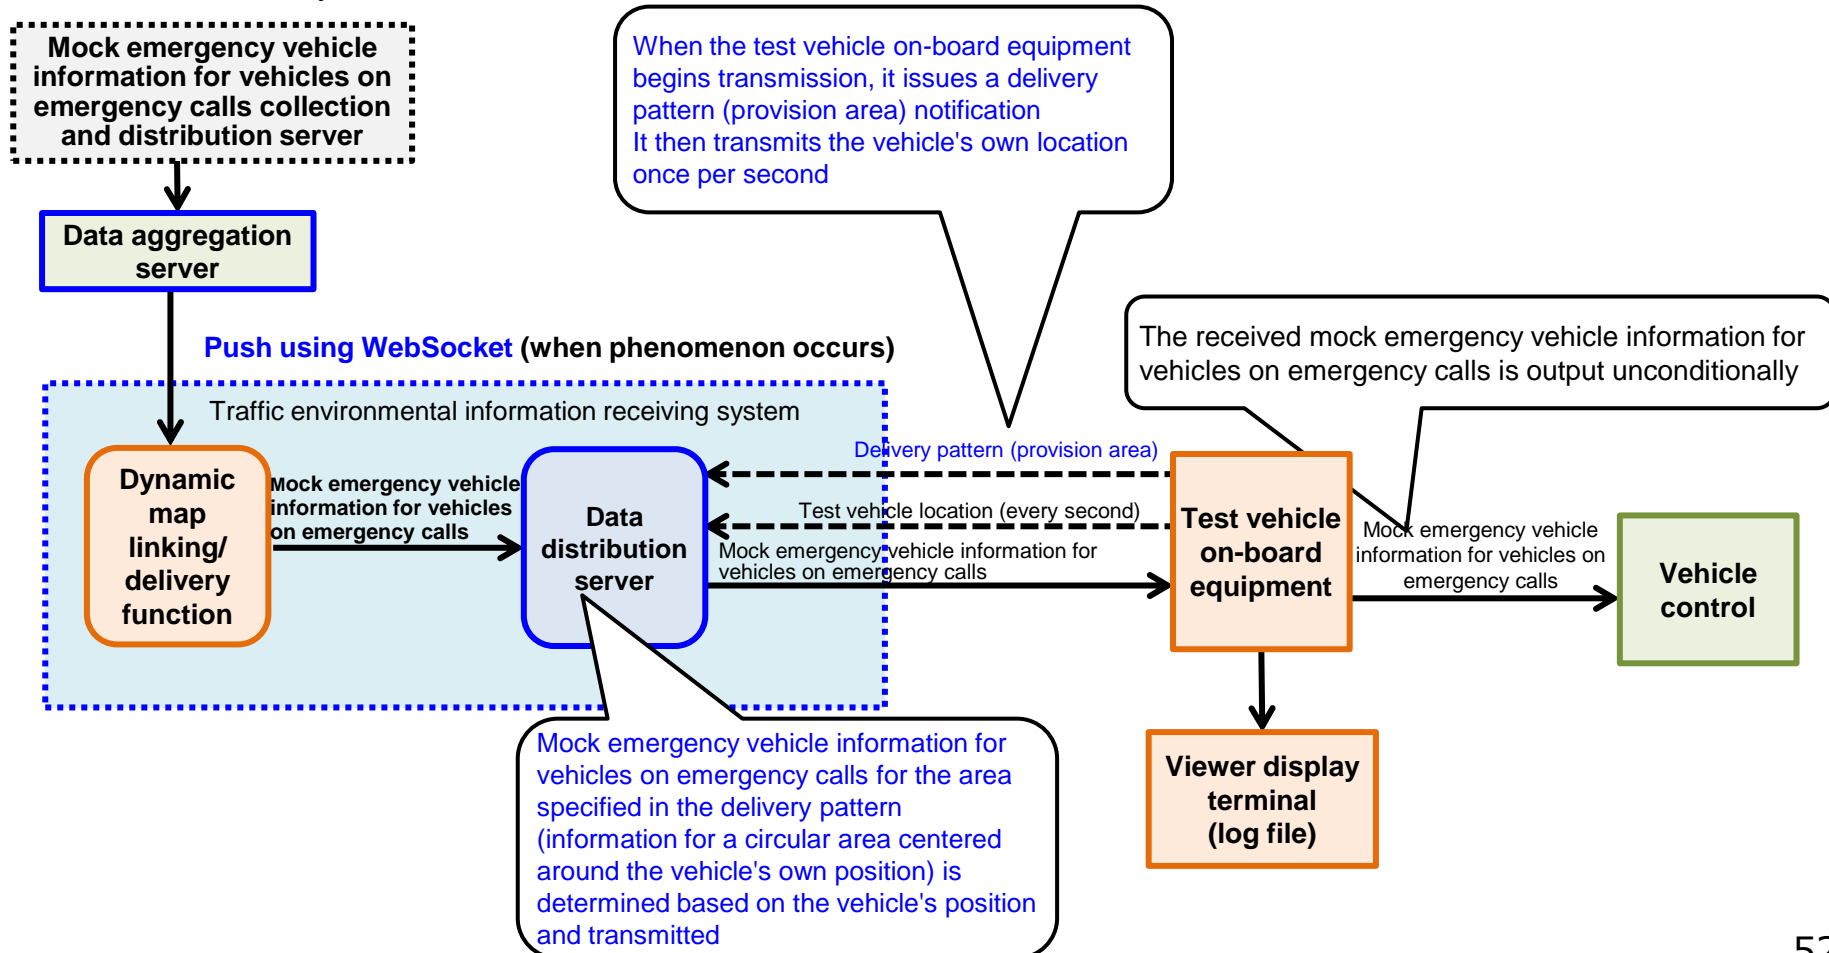 Mock emergency vehicle
information for vehicles on
emergency calls collection
and distribution server
When the test vehicle on-board equipment
begins transmission, it issues a delivery
pattern (provision area) notification
It then transmits the vehicle's own location
once per second
Data aggregation
server
Push using WebSocket (when phenomenon occurs)
The received mock emergency vehicle information for
vehicles on emergency calls is output unconditionally
Traffic environmental information receiving system
Dynamic
map
linking/
delivery
function
Mock emergency vehicle
information for vehicles
on emergency calls
Data
distribution
server
Delivery pattern (provision area)
Test vehicle location (every second)
Mock emergency vehicle information for
vehicles on emergency calls
Test vehicle
on-board
equipment
Mock emergency vehicle
information for vehicles on
emergency calls
Vehicle
control
Viewer display
terminal
(log file)
Mock emergency vehicle information for
vehicles on emergency calls for the area
specified in the delivery pattern
(information for a circular area centered
around the vehicle's own position) is
determined based on the vehicle's position
and transmitted
52